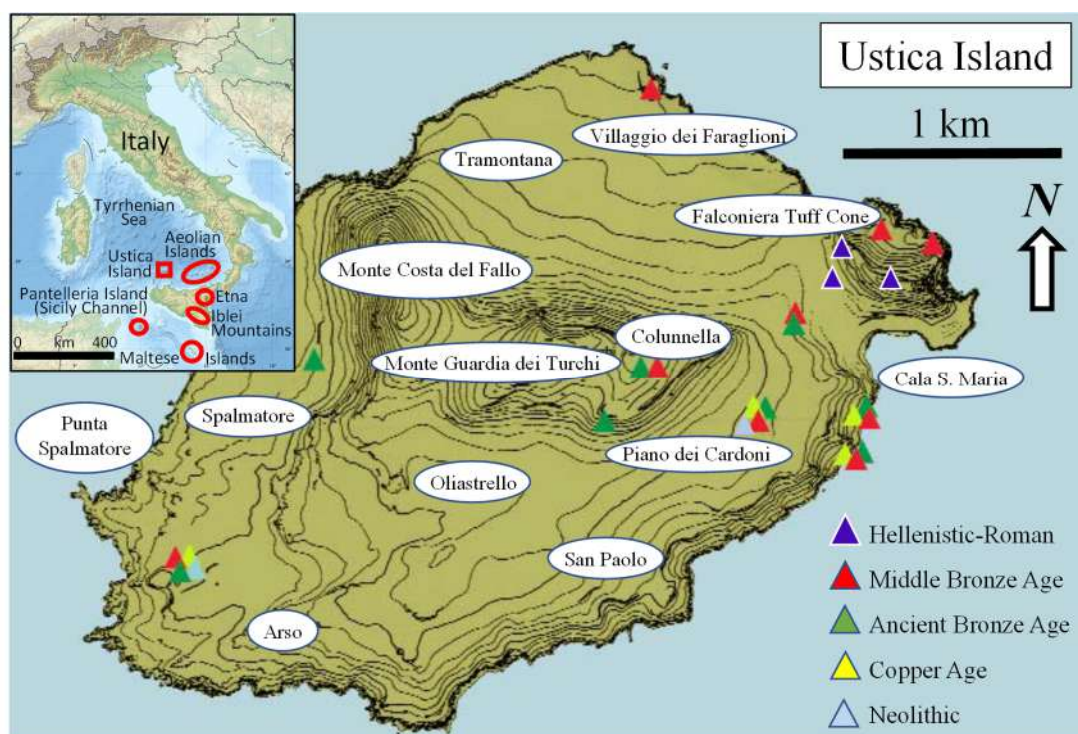 Ustica Island
1 km
N
Italy
Tyrrhenian
Sea
Aeolian
Islands
Ustica
Island
Pantelleria Island
(Sicily Channel)
Etna
Iblei
Mountains
0 km 400
Maltese Islands
Villaggio dei Faraglioni
Tramontana
Falconiera Tuff Cone
Monte Costa del Fallo
Colunnella
Monte Guardia dei Turchi
Cala S. Maria
Spalmatore
Punta
Spalmatore
Piano dei Cardoni
Oliastrello
San Paolo
Arso
Hellenistic-Roman
Middle Bronze Age
Ancient Bronze Age
Copper Age
Neolithic